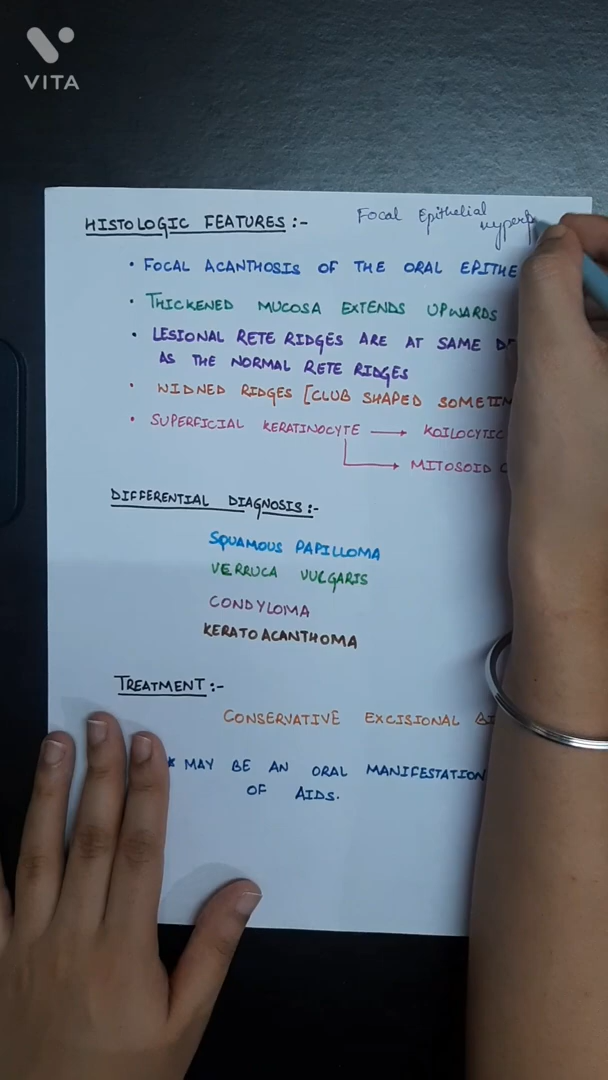 VITA
HISTOLOGIC FEATURES :-
Focal Epithelial
• FOCAL ACANTHOSIS OF THE ORAL
• THICKENED MUCOSA EXTENDS UPWARDS
• LESIONAL RETE RIDGES ARE AT SAME
AS THE NORMAL RETE RIDGES
• WIDNED RIDGES [CLUB SHAPED
• SUPERFICIAL KERATINOCYTE → KOILOCYTIC
→ MITOSOID
DIFFERENTIAL DIAGNOSIS :-
SQUAMOUS PAPILLOMA
VERRUCA VULGARIS
CONDYLOMA
KERATOACANTHOMA
TREATMENT :-
CONSERVATIVE EXCISIONAL
* MAY BE AN ORAL MANIFESTATION
OF AIDS.